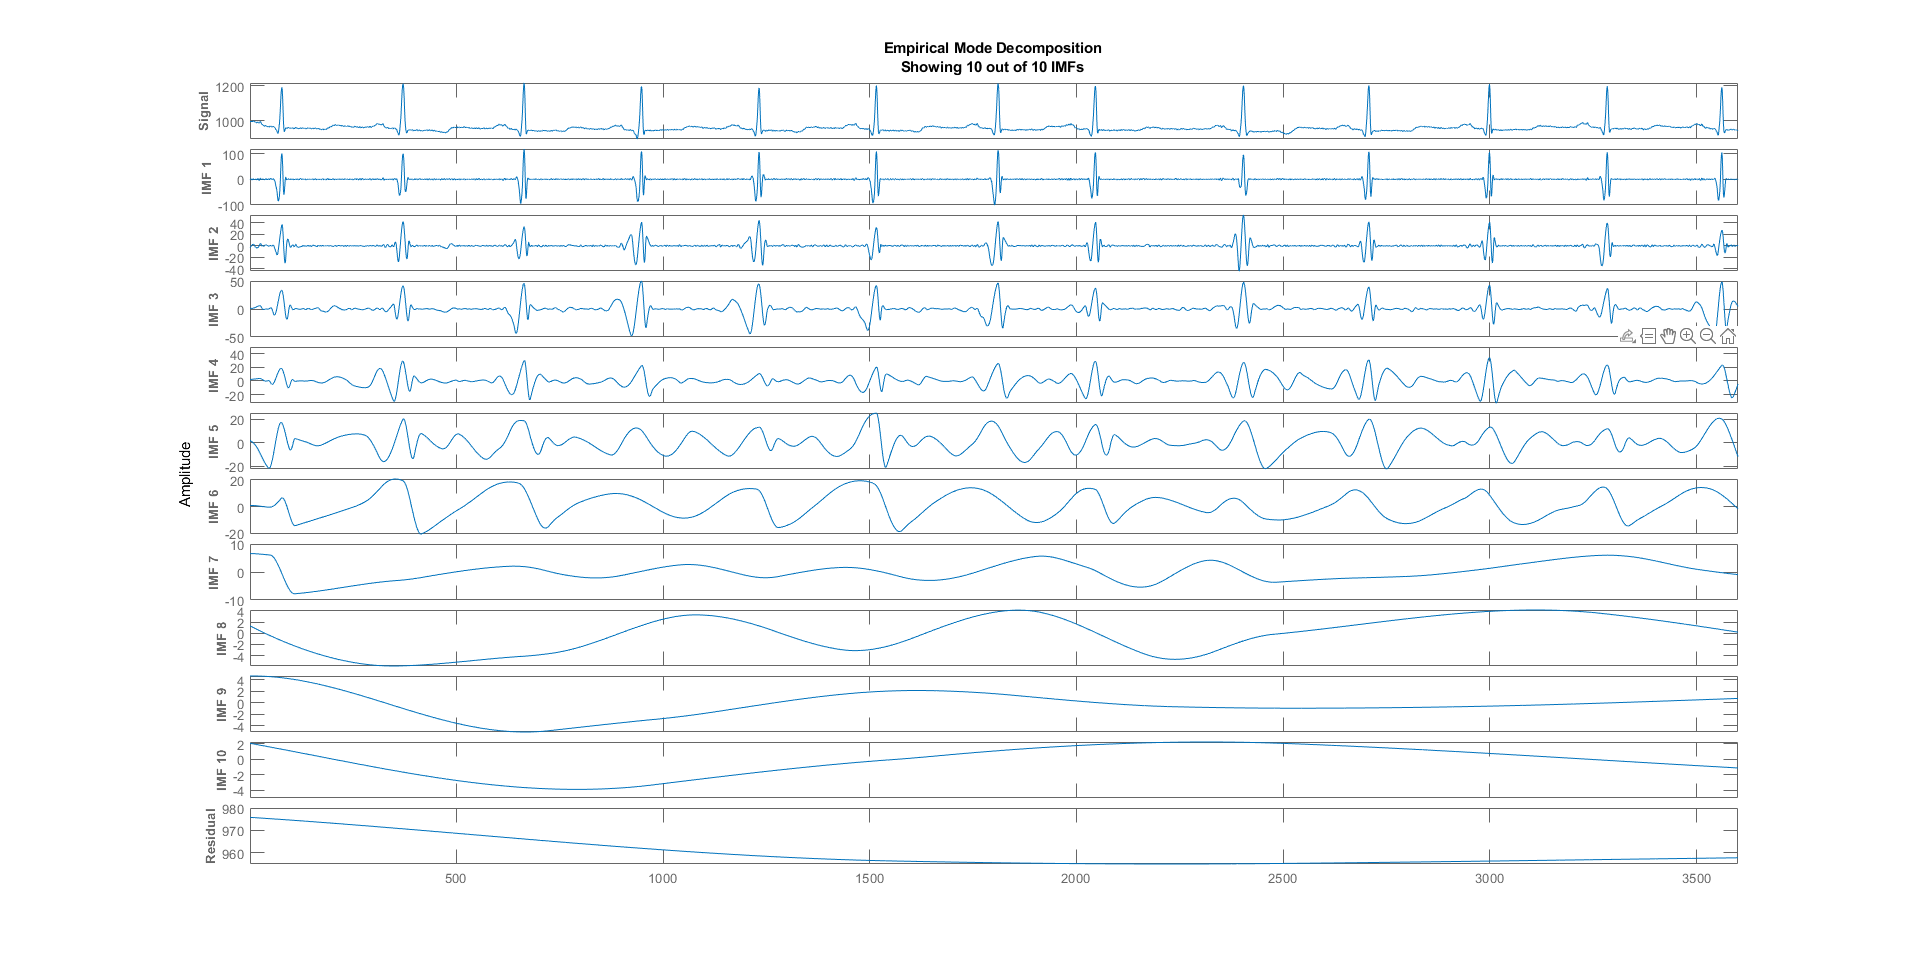 Empirical Mode Decomposition
Showing 10 out of 10 IMFs
Amplitude
Signal
1200
1000
IMF 1
100
0
-100
IMF 2
40
20
0
-20
-40
IMF 3
50
0
-50
IMF 4
40
20
0
-20
IMF 5
20
0
-20
IMF 6
20
0
-20
IMF 7
10
0
-10
IMF 8
4
2
0
-2
-4
IMF 9
4
2
0
-2
-4
IMF 10
2
0
-2
-4
Residual
980
970
960
500 1000 1500 2000 2500 3000 3500